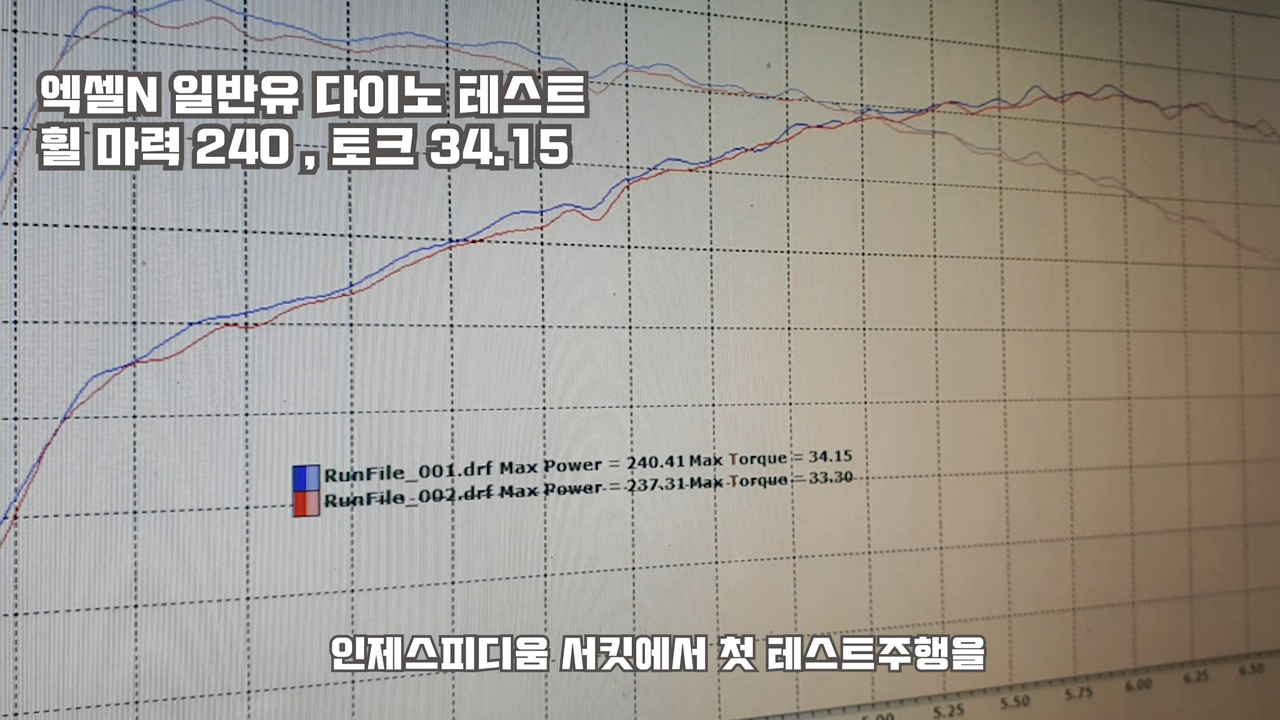 엑셀N 일반유 다이노 테스트
휠 마력 240 , 토크 34.15
RunFile_001.drf Max Power = 240.41 Max Torque = 34.15
RunFile_002.drf Max Power = 237.31 Max Torque = 33.30
인제스피디움 서킷에서 첫 테스트주행을
5.25 5.50 5.75 6.00 6.25 6.50